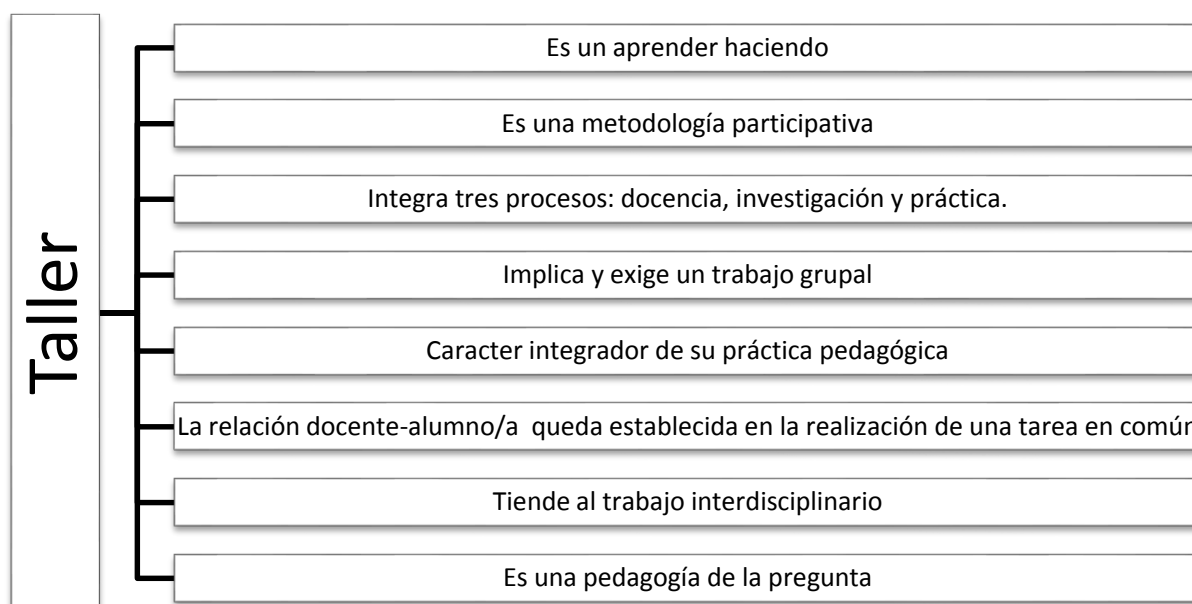 Taller
Es un aprender haciendo
Es una metodología participativa
Integra tres procesos: docencia, investigación y práctica.
Implica y exige un trabajo grupal
Caracter integrador de su práctica pedagógica
La relación docente-alumno/a queda establecida en la realización de una tarea en común
Tiende al trabajo interdisciplinario
Es una pedagogía de la pregunta